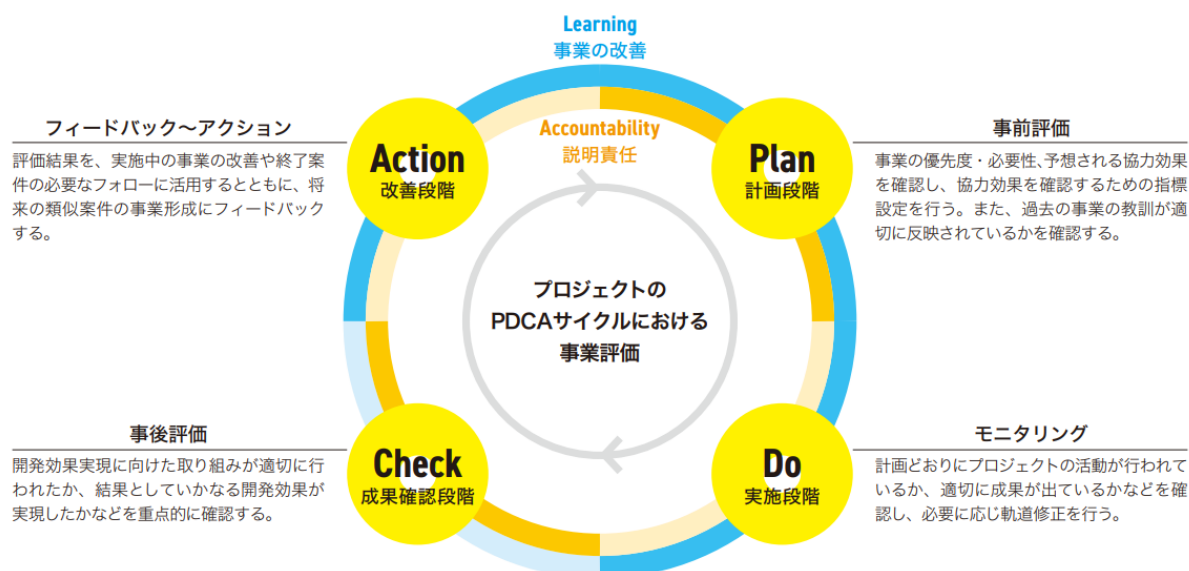 Learning
事業の改善
Accountability
説明責任
フィードバック～アクション
評価結果を、実施中の事業の改善や終了案
件の必要なフォローに活用するとともに、将
来の類似案件の事業形成にフィードバック
する。
Action
改善段階
Plan
計画段階
事前評価
事業の優先度・必要性、予想される協力効果
を確認し、協力効果を確認するための指標
設定を行う。また、過去の事業の教訓が適
切に反映されているかを確認する。
プロジェクトの
PDCAサイクルにおける
事業評価
事後評価
開発効果実現に向けた取り組みが適切に行
われたか、結果としていかなる開発効果が
実現したかなどを重点的に確認する。
Check
成果確認段階
Do
実施段階
モニタリング
計画どおりにプロジェクトの活動が行われて
いるか、適切に成果が出ているかなどを確
認し、必要に応じ軌道修正を行う。